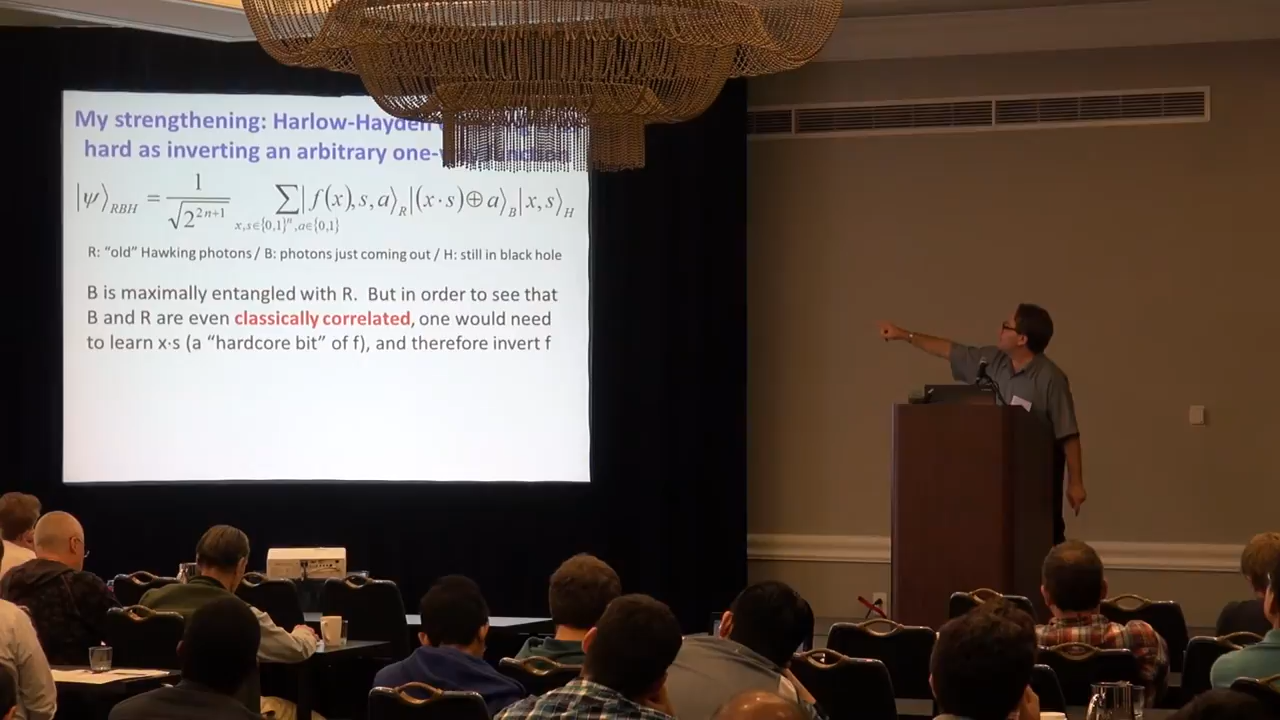 My strengthening: Harlow-Hayden
hard as inverting an arbitrary one-
|ψ⟩_RBH = 1/√(2^(2n+1)) ∑_(x,s∈{0,1}^n,a∈{0,1}) |f(x),s,a⟩_R |(x·s)⊕a⟩_B |x,s⟩_H
R: “old” Hawking photons / B: photons just coming out / H: still in black hole
B is maximally entangled with R. But in order to see that
B and R are even classically correlated, one would need
to learn x·s (a “hardcore bit” of f), and therefore invert f